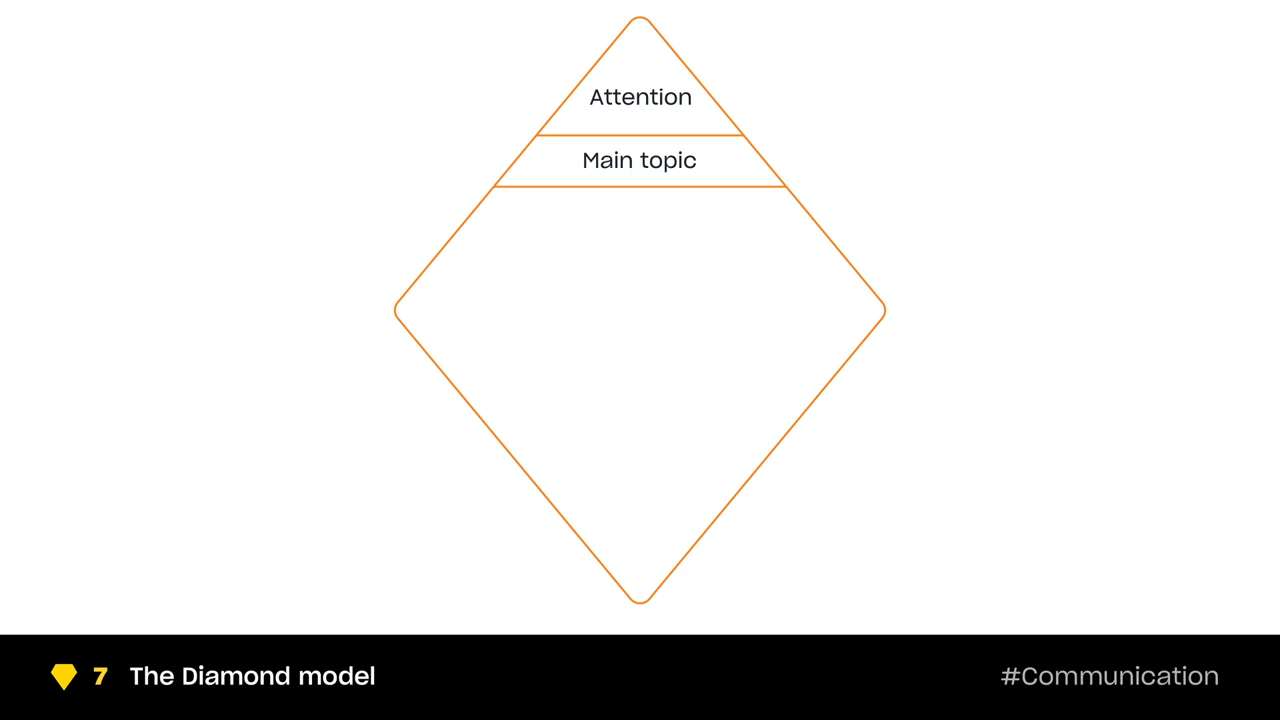 Attention
Main topic
7 The Diamond model
#Communication